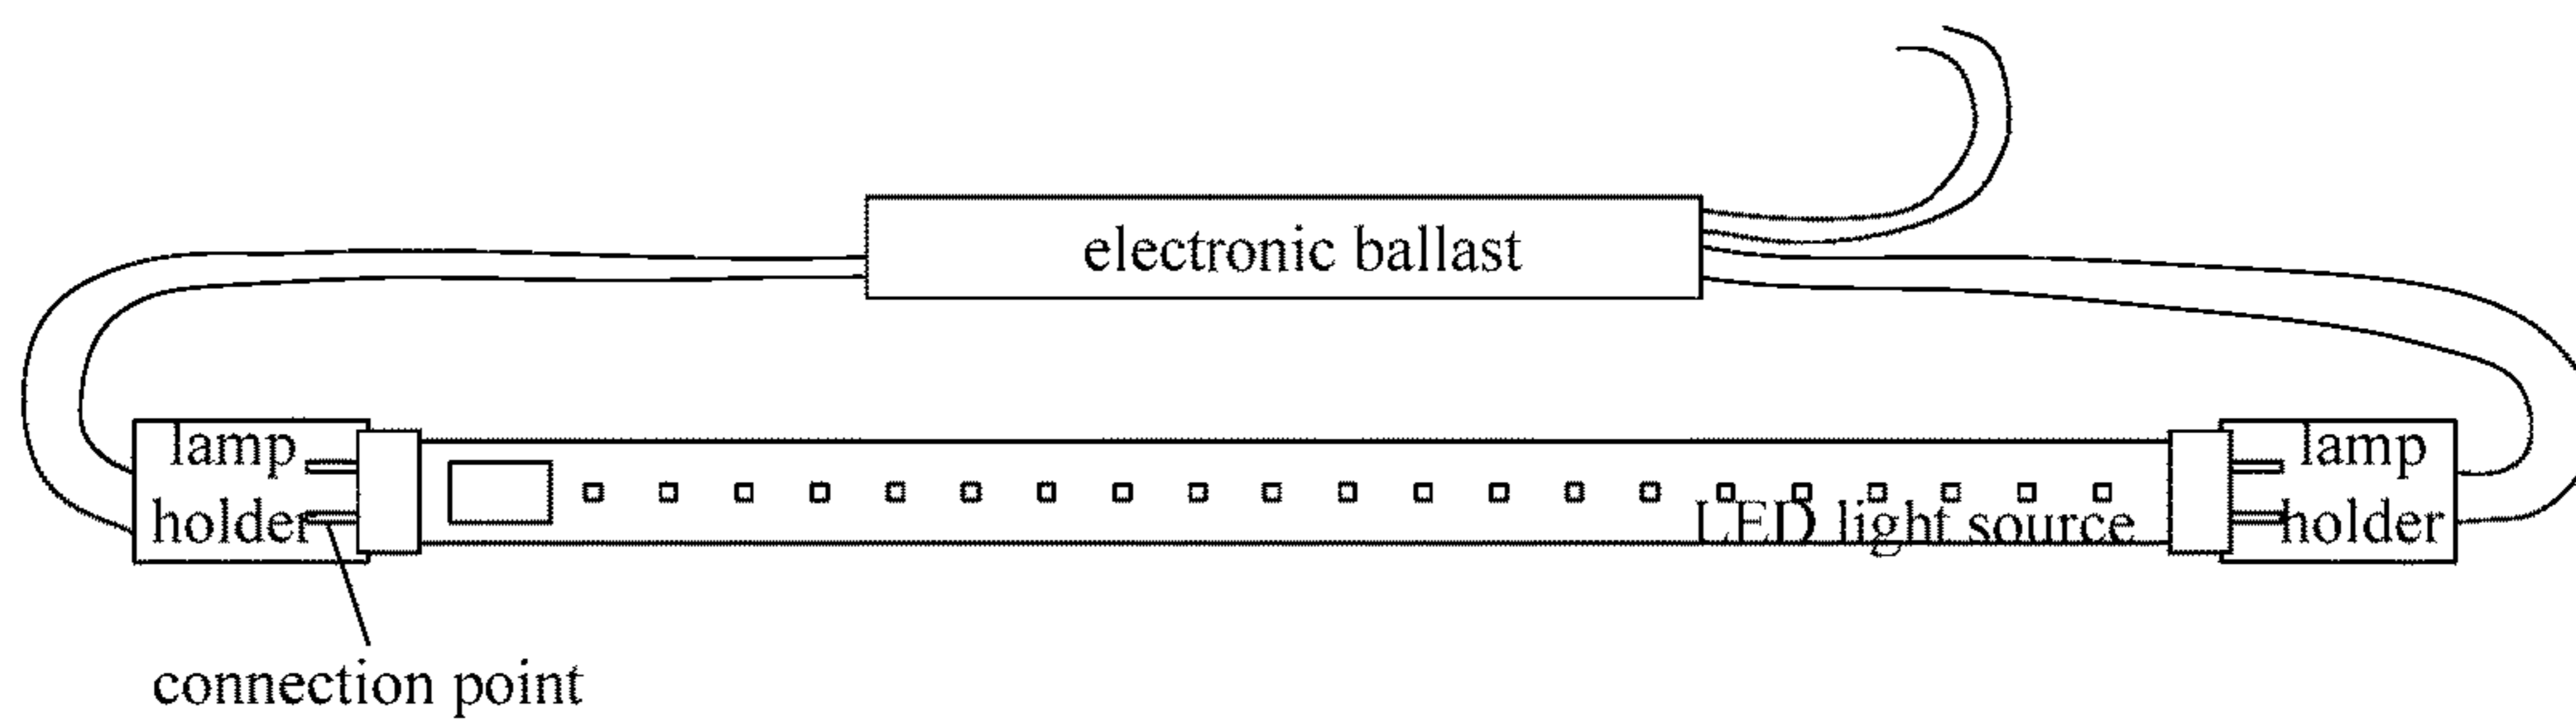 electronic ballast
lamp
holder
lamp
holder
LED light source
connection point